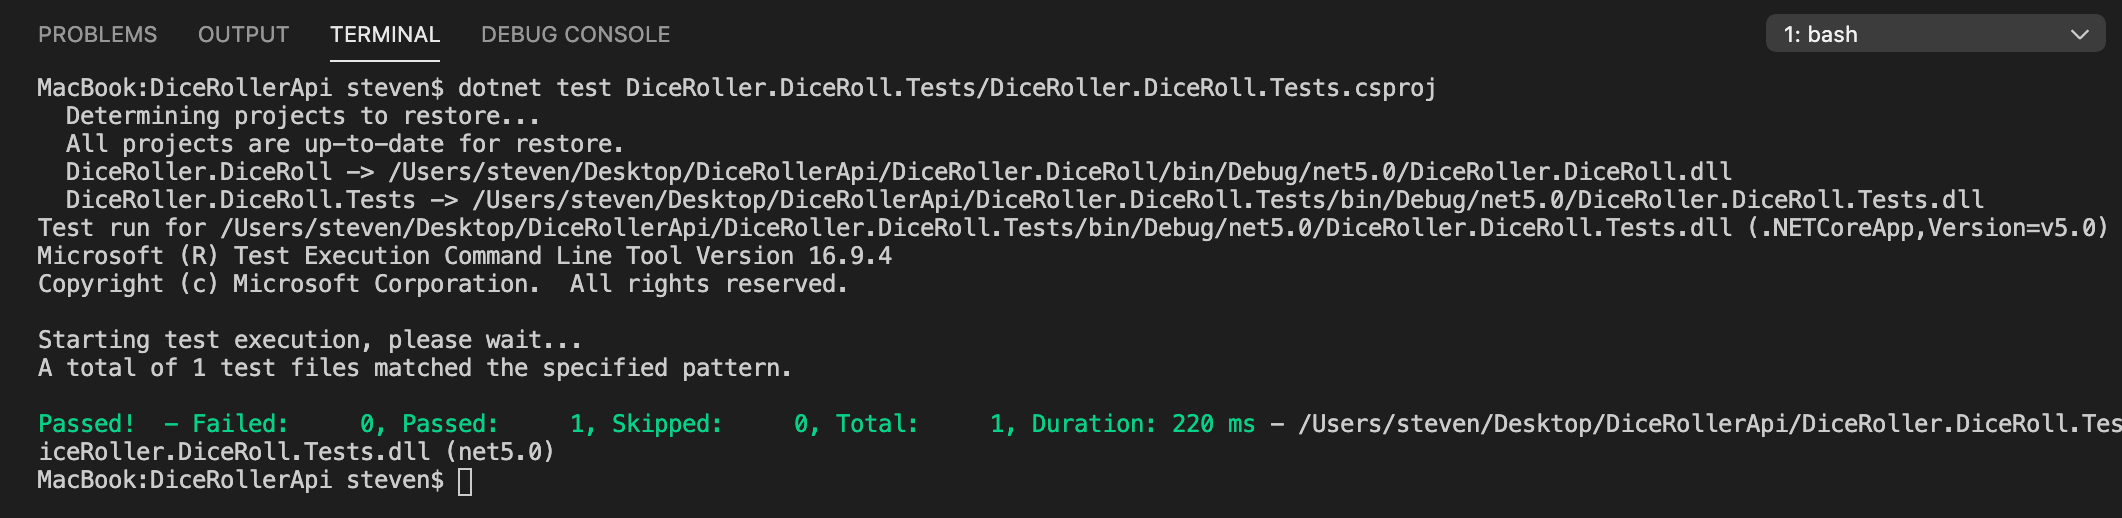 PROBLEMS OUTPUT TERMINAL DEBUG CONSOLE 1: bash
MacBook:DiceRollerApi steven$ dotnet test DiceRoller.DiceRoll.Tests/DiceRoller.DiceRoll.Tests.csproj
  Determining projects to restore...
  All projects are up-to-date for restore.
  DiceRoller.DiceRoll -> /Users/steven/Desktop/DiceRollerApi/DiceRoller.DiceRoll/bin/Debug/net5.0/DiceRoller.DiceRoll.dll
  DiceRoller.DiceRoll.Tests -> /Users/steven/Desktop/DiceRollerApi/DiceRoller.DiceRoll.Tests/bin/Debug/net5.0/DiceRoller.DiceRoll.Tests.dll
Test run for /Users/steven/Desktop/DiceRollerApi/DiceRoller.DiceRoll.Tests/bin/Debug/net5.0/DiceRoller.DiceRoll.Tests.dll (.NETCoreApp,Version=v5.0)
Microsoft (R) Test Execution Command Line Tool Version 16.9.4
Copyright (c) Microsoft Corporation.  All rights reserved.

Starting test execution, please wait...
A total of 1 test files matched the specified pattern.

Passed!  - Failed:     0, Passed:     1, Skipped:     0, Total:     1, Duration: 220 ms - /Users/steven/Desktop/DiceRollerApi/DiceRoller.DiceRoll.Tes
iceRoller.DiceRoll.Tests.dll (net5.0)
MacBook:DiceRollerApi steven$